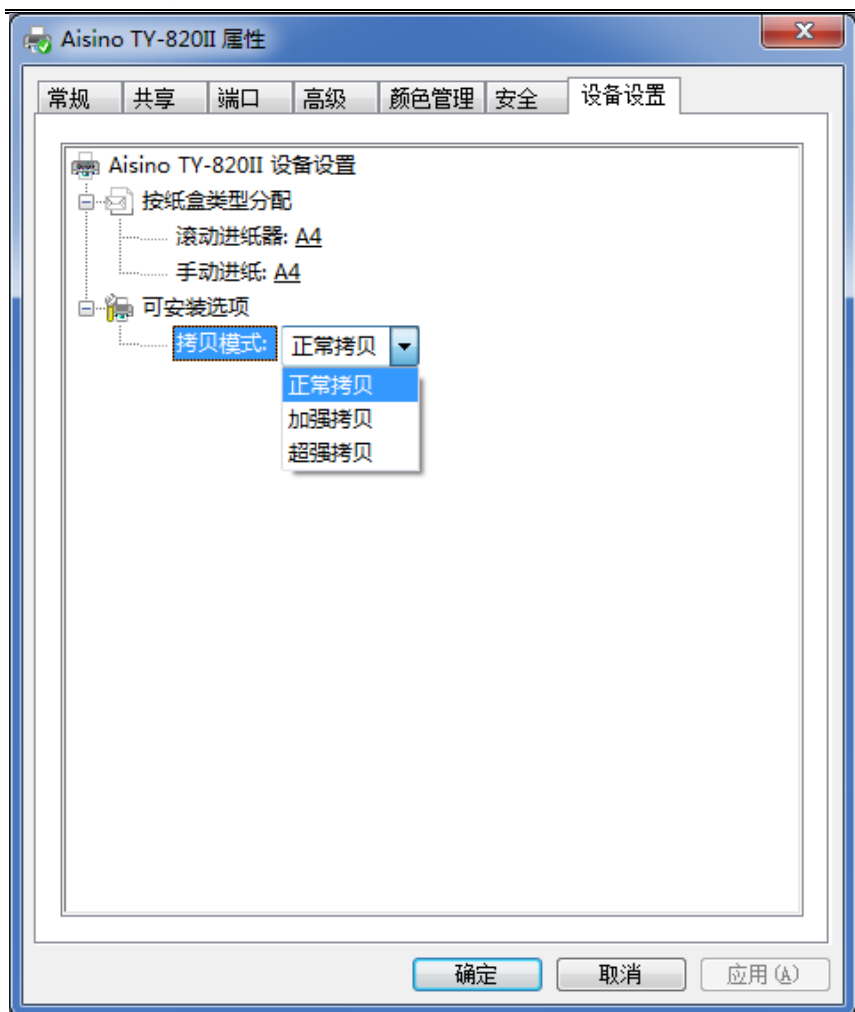 Aisino TY-820II 属性
常规 共享 端口 高级 颜色管理 安全 设备设置
Aisino TY-820II 设备设置
按纸盒类型分配
滚动进纸器: A4
手动进纸: A4
可安装选项
拷贝模式: 正常拷贝
正常拷贝
加强拷贝
超强拷贝
确定 取消 应用(A)